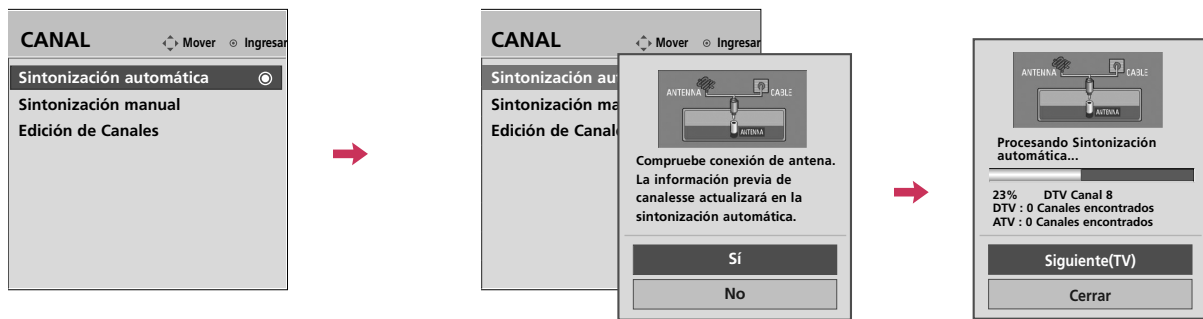 CANAL
Mover
Ingresar
Sintonización automática
Sintonización manual
Edición de Canales
CANAL
Mover
Ingresar
Sintonización au
Sintonización ma
Edición de Canal
ANTENNA
CABLE
ANTENNA
Compruebe conexión de antena.
La información previa de
canalesse actualizará en la
sintonización automática.
Sí
No
ANTENNA
CABLE
ANTENNA
Procesando Sintonización
automática...
23% DTV Canal 8
DTV : 0 Canales encontrados
ATV : 0 Canales encontrados
Siguiente(TV)
Cerrar